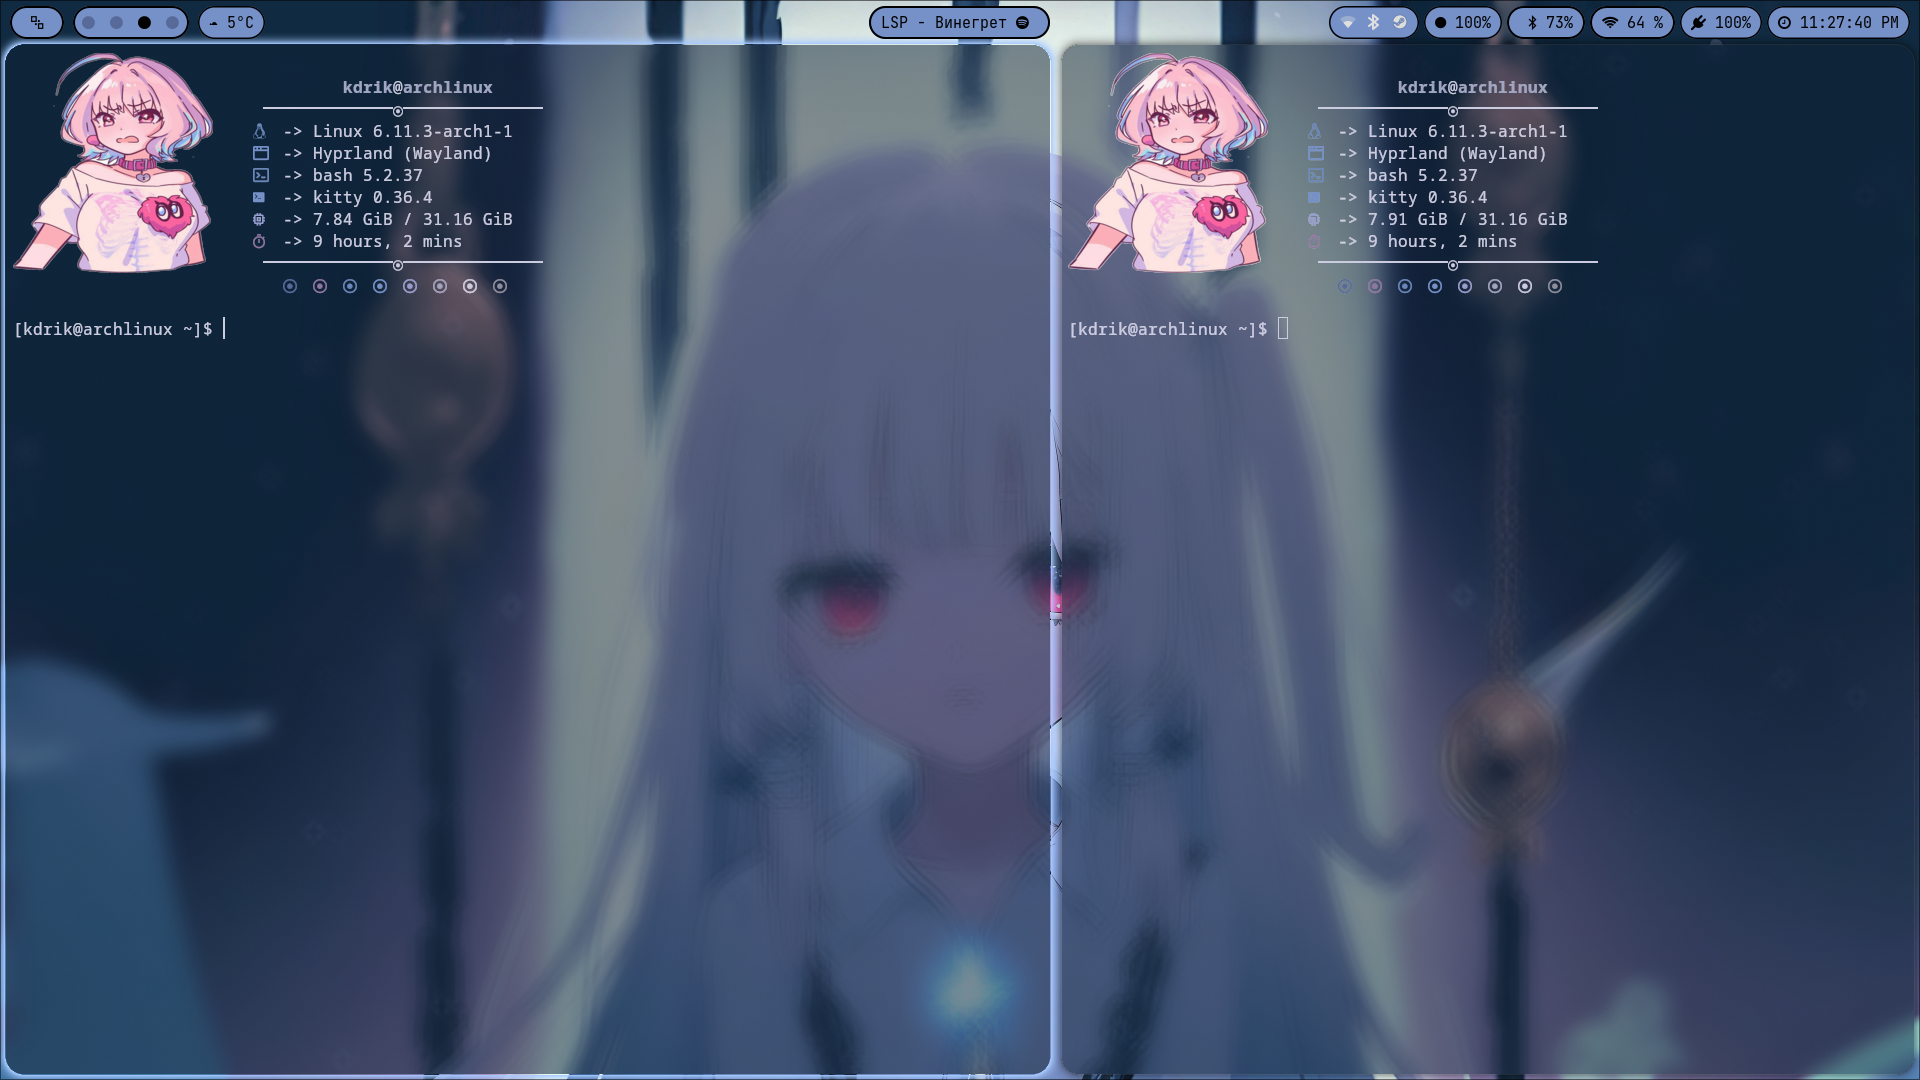 5°C
LSP - Винегрет
100%
73%
64 %
100%
11:27:40 PM
kdrik@archlinux
-> Linux 6.11.3-arch1-1
-> Hyprland (Wayland)
-> bash 5.2.37
-> kitty 0.36.4
-> 7.84 GiB / 31.16 GiB
-> 9 hours, 2 mins
[kdrik@archlinux ~]$
kdrik@archlinux
-> Linux 6.11.3-arch1-1
-> Hyprland (Wayland)
-> bash 5.2.37
-> kitty 0.36.4
-> 7.91 GiB / 31.16 GiB
-> 9 hours, 2 mins
[kdrik@archlinux ~]$